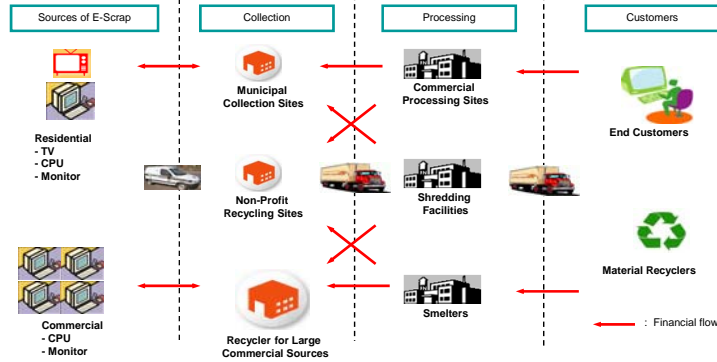 Sources of E-Scrap
Collection
Processing
Customers
Municipal
Collection Sites
Commercial
Processing Sites
End Customers
Residential
- TV
- CPU
- Monitor
Non-Profit
Recycling Sites
Shredding
Facilities
Material Recyclers
Commercial
- CPU
- Monitor
Recycler for Large
Commercial Sources
Smelters
: Financial flow